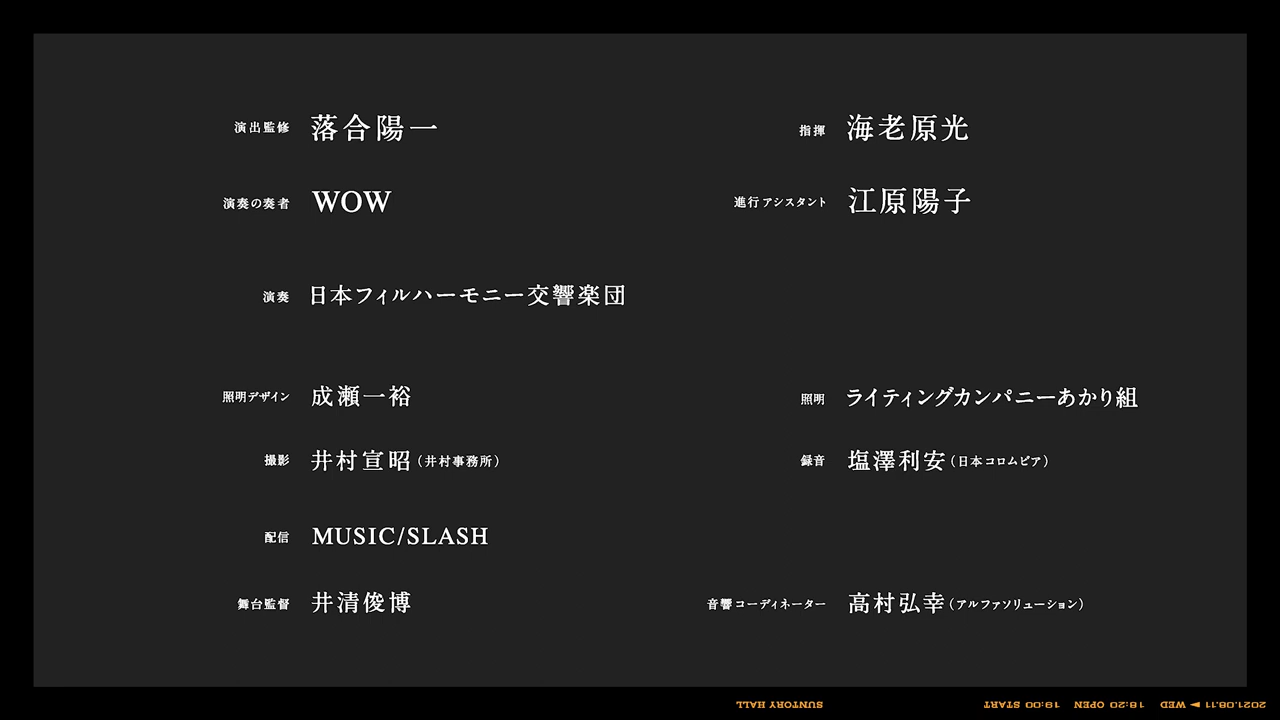 演出監修 落合陽一
指揮 海老原光
演奏の奏者 WOW
進行アシスタント 江原陽子
演奏 日本フィルハーモニー交響楽団
照明デザイン 成瀬一裕
照明 ライティングカンパニーあかり組
撮影 井村宣昭（井村事務所）
録音 塩澤利安（日本コロムビア）
配信 MUSIC/SLASH
舞台監督 井清俊博
音響コーディネーター 高村弘幸（アルファソリューション）
2021.08.11 ▶ WED 18:20 OPEN 19:00 START SUNTORY HALL